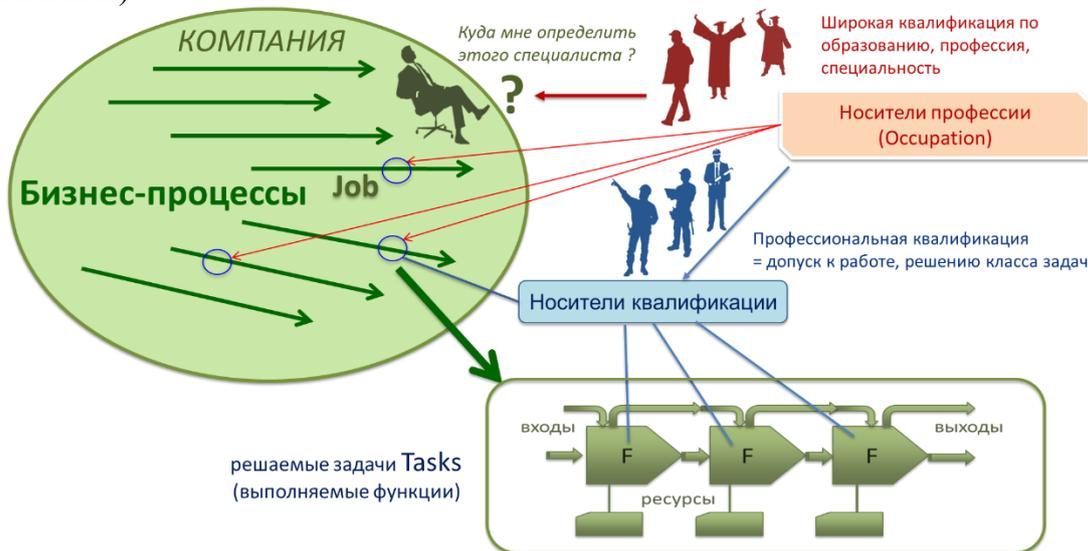 КОМПАНИЯ
Куда мне определить
этого специалиста ?
?
Широкая квалификация по
образованию, профессия,
специальность
Носители профессии
(Occupation)
Бизнес-процессы
Job
Профессиональная квалификация
= допуск к работе, решению класса задач
Носители квалификации
решаемые задачи Tasks
(выполняемые функции)
входы
F
F
F
выходы
ресурсы